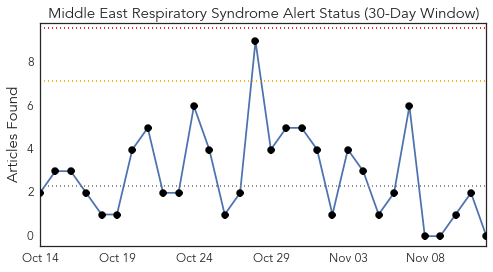 Middle East Respiratory Syndrome Alert Status (30-Day Window)
Articles Found
8
6
4
2
0
Oct 14 Oct 19 Oct 24 Oct 29 Nov 03 Nov 08